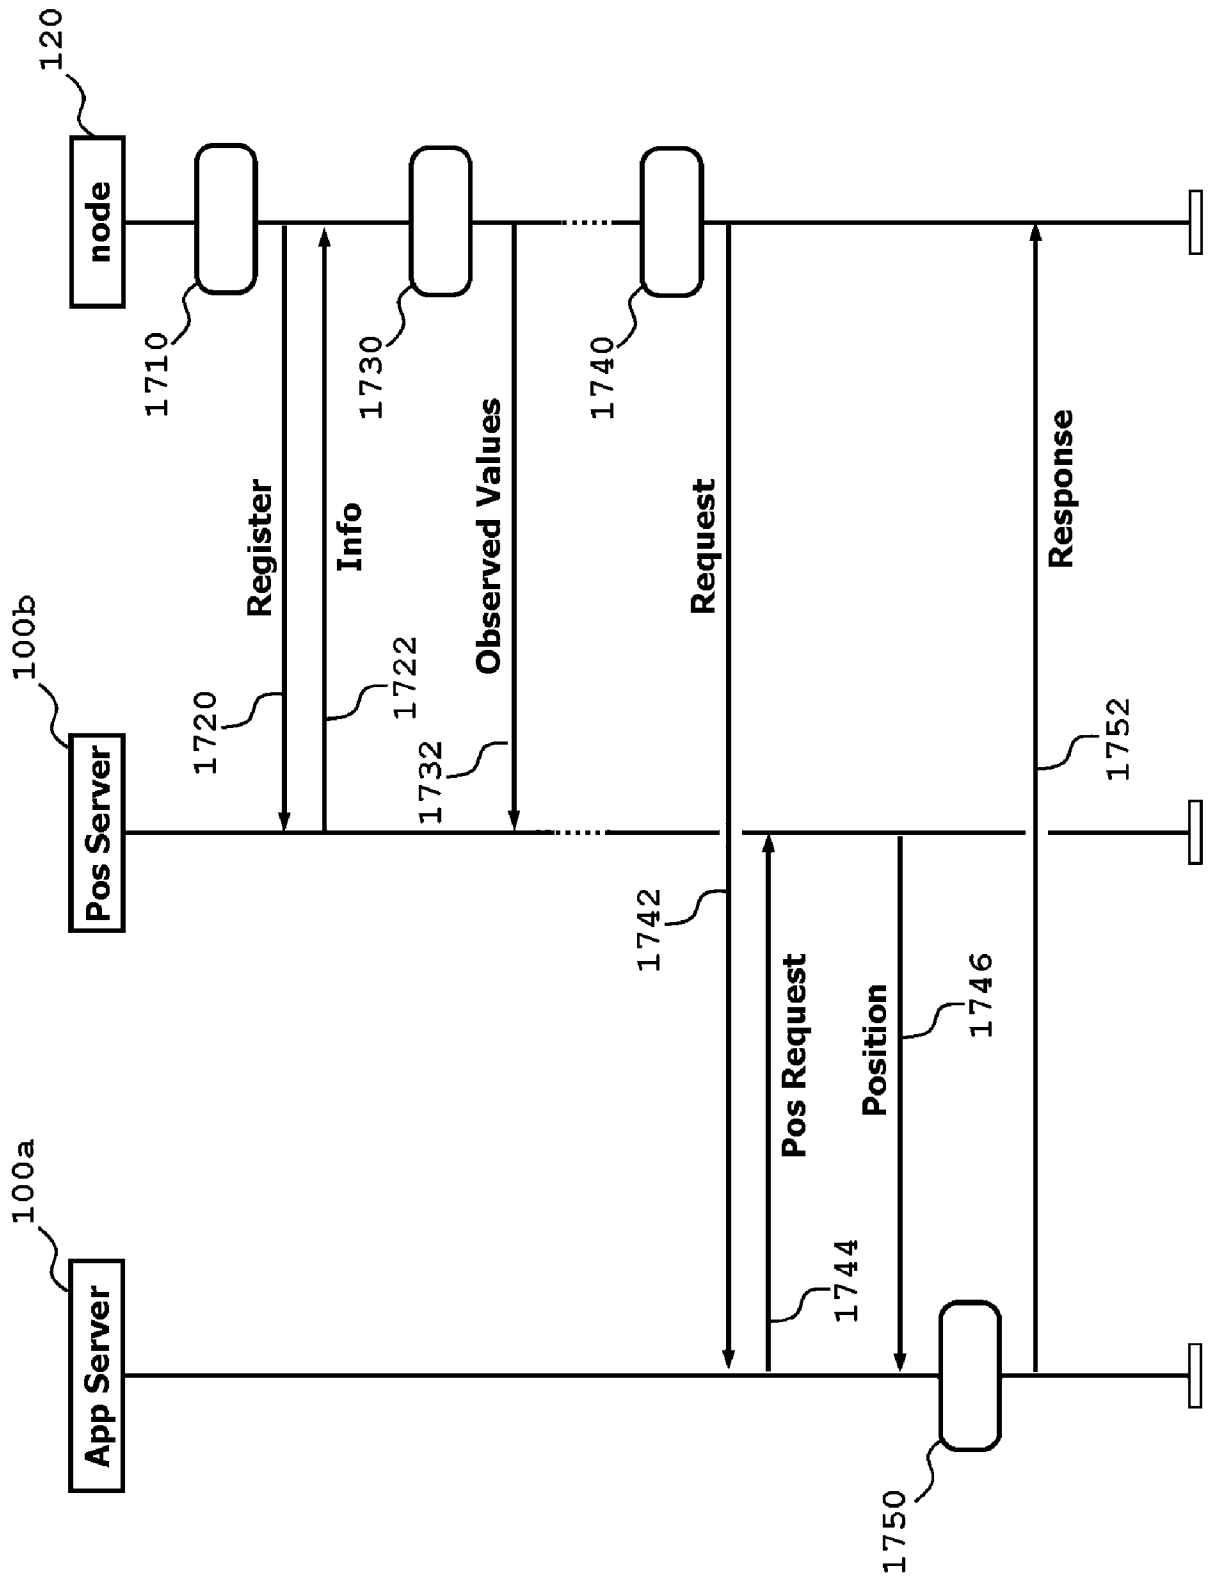 100a
100b
120
App Server
Pos Server
node
1710
Register
1720
Info
1722
1730
Observed Values
1732
1740
Request
1742
Pos Request
1744
Position
1746
1750
Response
1752